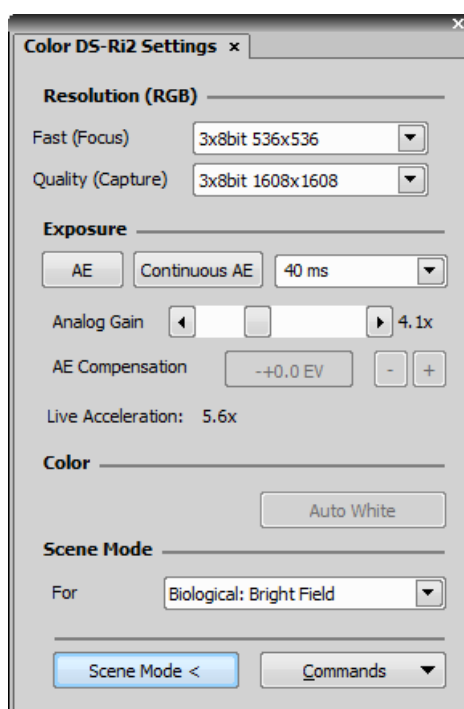 Color DS-Ri2 Settings ×
Resolution (RGB)
Fast (Focus) 3x8bit 536x536
Quality (Capture) 3x8bit 1608x1608
Exposure
AE Continuous AE 40 ms
Analog Gain 4.1x
AE Compensation -+0.0 EV - +
Live Acceleration: 5.6x
Color
Auto White
Scene Mode
For Biological: Bright Field
Scene Mode < Commands